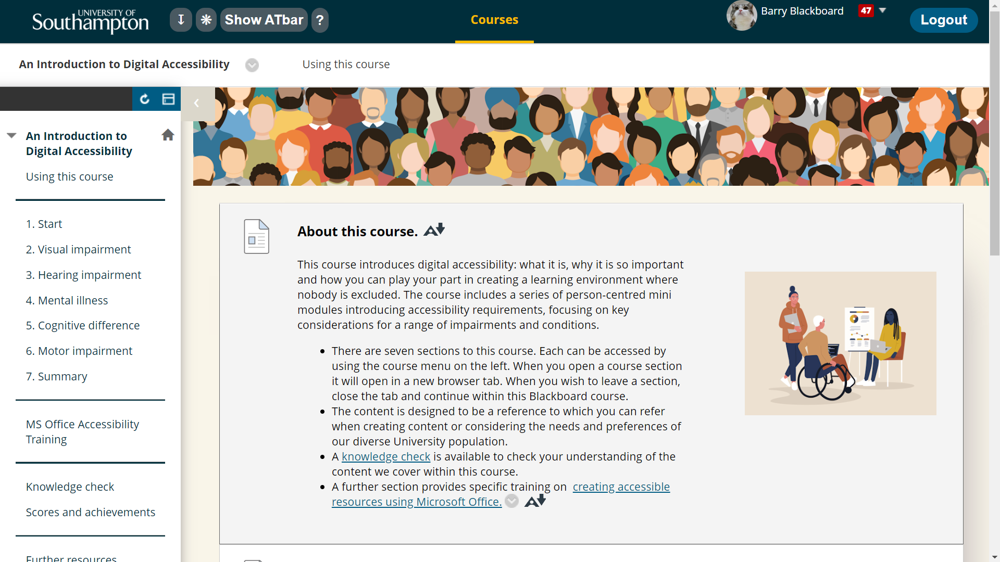 UNIVERSITY OF
Southampton
Show ATbar
?
Courses
Barry Blackboard
47
Logout
An Introduction to Digital Accessibility
Using this course
An Introduction to
Digital Accessibility
Using this course
1. Start
2. Visual impairment
3. Hearing impairment
4. Mental illness
5. Cognitive difference
6. Motor impairment
7. Summary
MS Office Accessibility
Training
Knowledge check
Scores and achievements
Further resources
About this course.
This course introduces digital accessibility: what it is, why it is so important
and how you can play your part in creating a learning environment where
nobody is excluded. The course includes a series of person-centred mini
modules introducing accessibility requirements, focusing on key
considerations for a range of impairments and conditions.
• There are seven sections to this course. Each can be accessed by
using the course menu on the left. When you open a course section
it will open in a new browser tab. When you wish to leave a section,
close the tab and continue within this Blackboard course.
• The content is designed to be a reference to which you can refer
when creating content or considering the needs and preferences of
our diverse University population.
• A knowledge check is available to check your understanding of the
content we cover within this course.
• A further section provides specific training on creating accessible
resources using Microsoft Office.